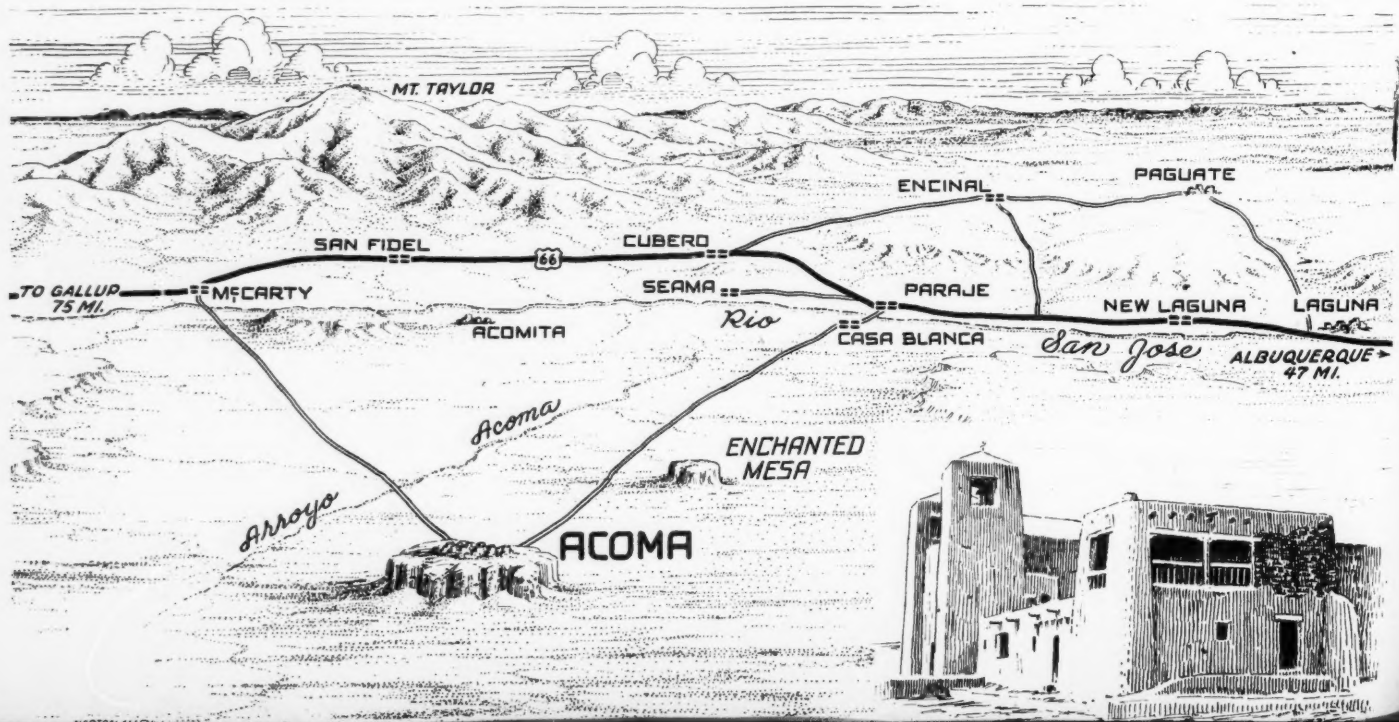 MT. TAYLOR
ENCINAL
PAGUATE
SAN FIDEL
66
CUBERO
TO GALLUP
75 MI.
McCARTY
SEAMA
PARAJE
NEW LAGUNA
LAGUNA
ACOMITA
Rio
CASA BLANCA
San Jose
ALBUQUERQUE
47 MI.
Acoma
ENCHANTED
MESA
Arroyo
ACOMA